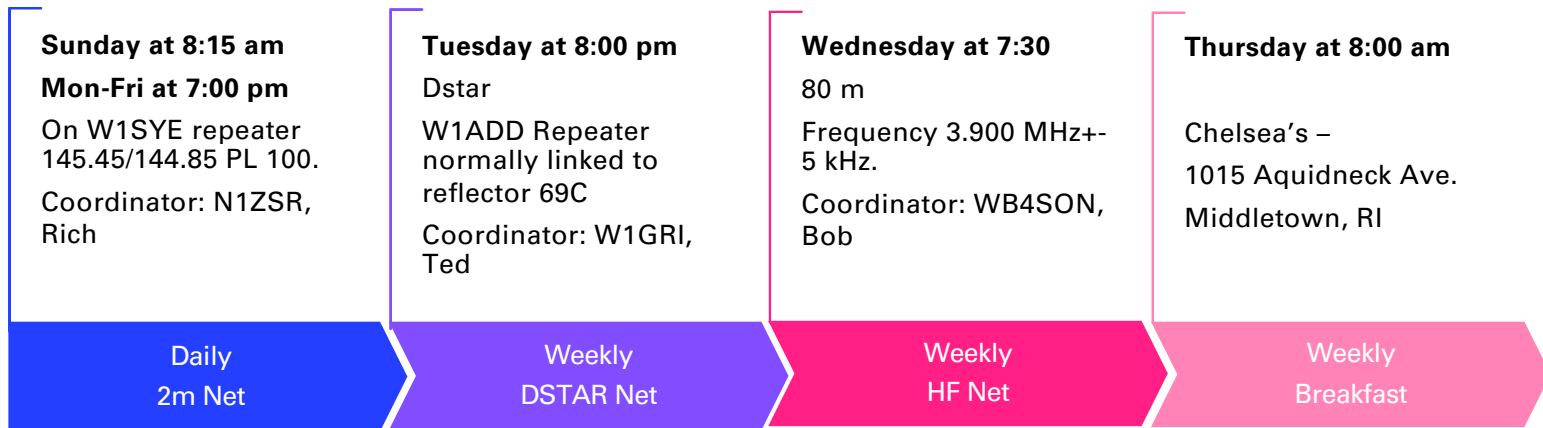 Sunday at 8:15 am
Mon-Fri at 7:00 pm
On W1SYE repeater
145.45/144.85 PL 100.
Coordinator: N1ZSR,
Rich
Daily
2m Net
Tuesday at 8:00 pm
Dstar
W1ADD Repeater
normally linked to
reflector 69C
Coordinator: W1GRI,
Ted
Weekly
DSTAR Net
Wednesday at 7:30
80 m
Frequency 3.900 MHz+-
5 kHz.
Coordinator: WB4SON,
Bob
Weekly
HF Net
Thursday at 8:00 am
Chelsea's –
1015 Aquidneck Ave.
Middletown, RI
Weekly
Breakfast